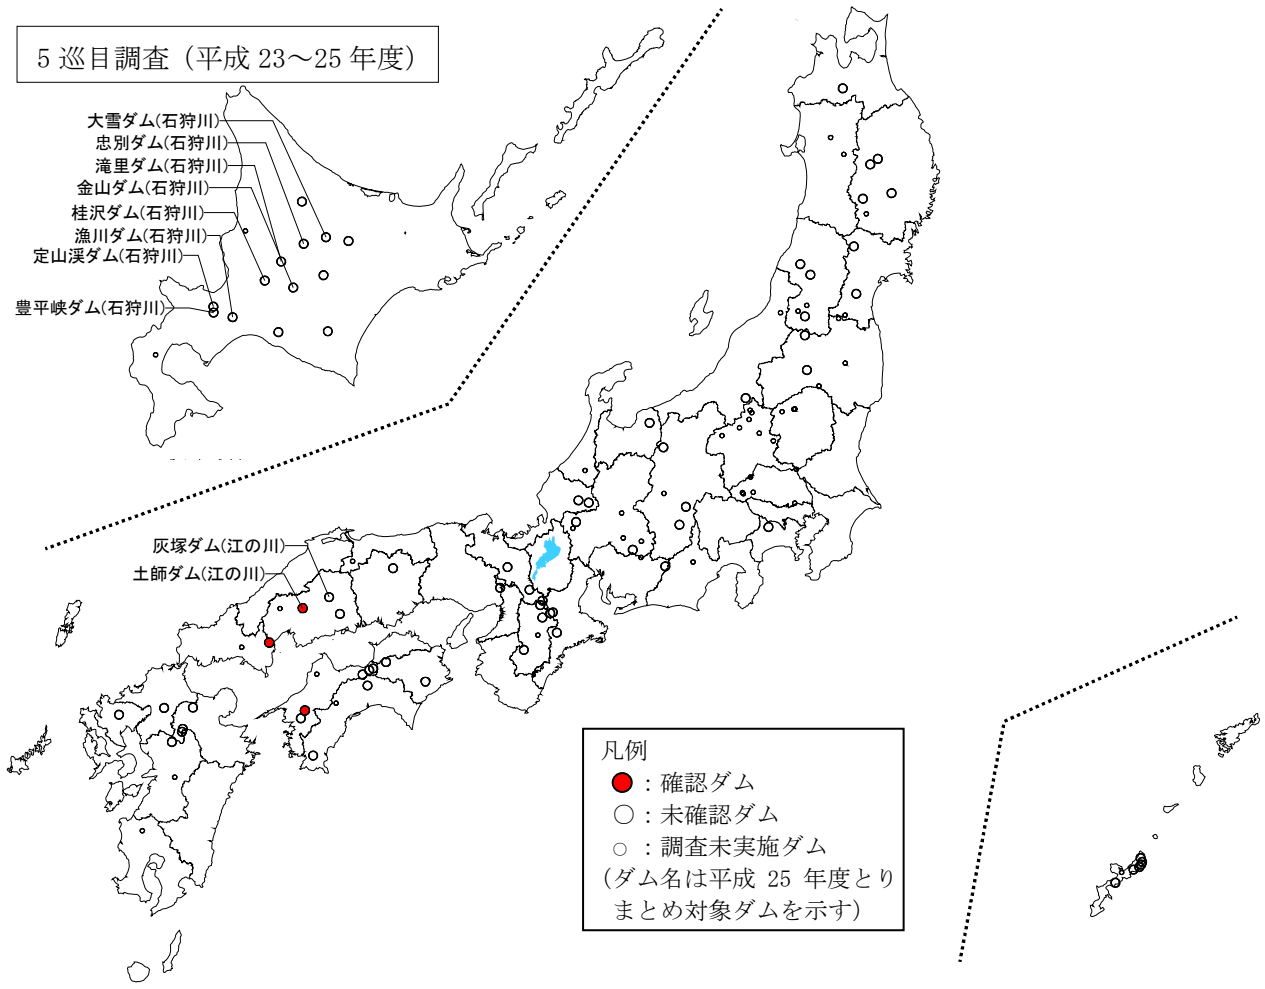 5巡目調査（平成 23～25 年度）
大雪ダム(石狩川)
忠別ダム(石狩川)
滝里ダム(石狩川)
金山ダム(石狩川)
桂沢ダム(石狩川)
漁川ダム(石狩川)
定山渓ダム(石狩川)
豊平峡ダム(石狩川)
灰塚ダム(江の川)
土師ダム(江の川)
凡例
：確認ダム
○：未確認ダム
○：調査未実施ダム
(ダム名は平成 25 年度とり
まとめ対象ダムを示す)